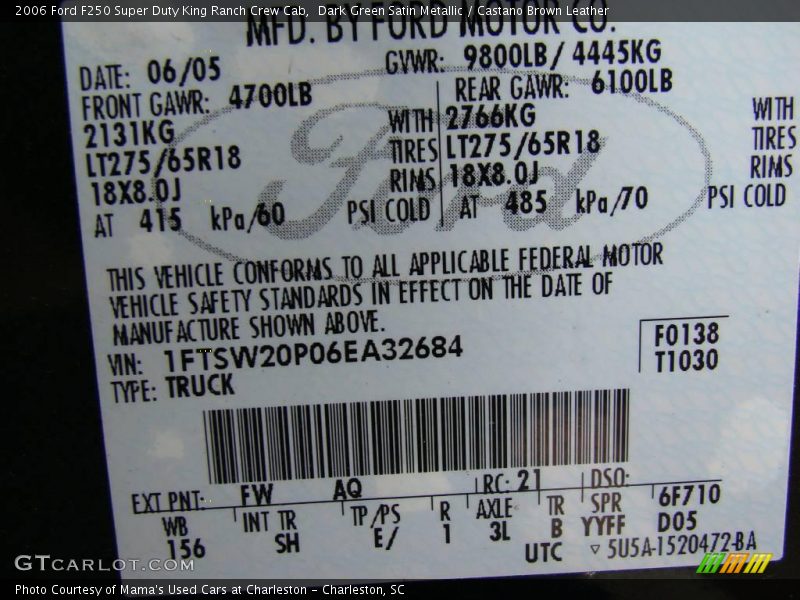 2006 Ford F250 Super Duty King Ranch Crew Cab,  Dark Green Satin Metallic / Castano Brown Leather
MFD. BY FORD MOTOR CO.
DATE: 06/05 GVWR: 9800LB/ 4445KG
FRONT GAWR: 4700LB REAR GAWR: 6100LB
2131KG WITH 2766KG WITH
LT275/65R18 TIRES LT275/65R18 TIRES
18X8.0J RIMS 18X8.0J RIMS
AT 415 kPa/60 PSI COLD AT 485 kPa/70 PSI COLD
Ford
THIS VEHICLE CONFORMS TO ALL APPLICABLE FEDERAL MOTOR
VEHICLE SAFETY STANDARDS IN EFFECT ON THE DATE OF
MANUFACTURE SHOWN ABOVE.
VIN: 1FTSW20P06EA32684 F0138
TYPE: TRUCK T1030
EXT PNT: FW AQ RC: 21 DSO:
WB INT TR TP/PS R AXLE TR SPR 6F710
156 SH E/ 1 3L B YYFF D05
UTC ▽ 5U5A-1520472-BA
GTCARLOT.COM
Photo Courtesy of Mama's Used Cars at Charleston - Charleston, SC